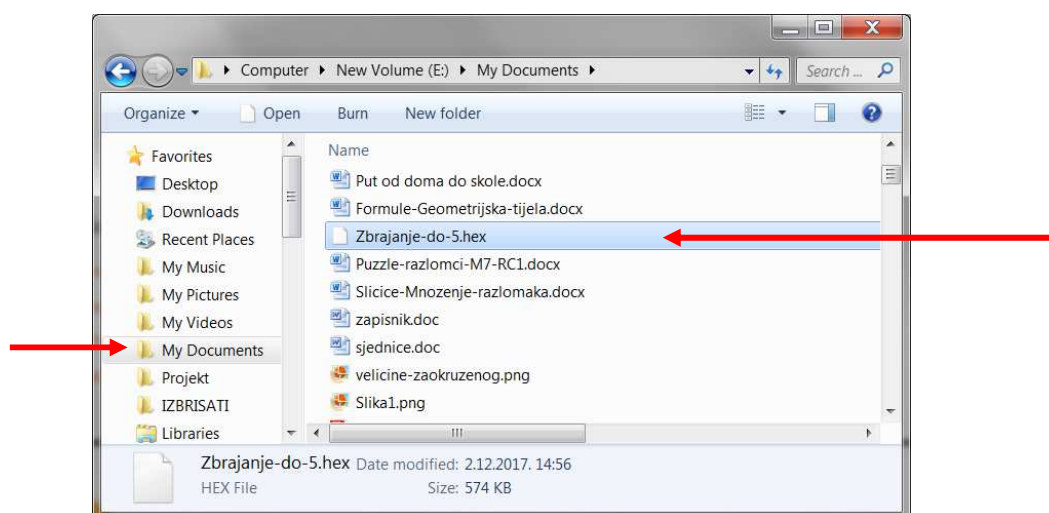 Computer ▸ New Volume (E:) ▸ My Documents ▸
Search ...
Organize ▾ Open Burn New folder
Favorites
Desktop
Downloads
Recent Places
My Music
My Pictures
My Videos
My Documents
Projekt
IZBRISATI
Libraries
Name
Put od doma do skole.docx
Formule-Geometrijska-tijela.docx
Zbrajanje-do-5.hex
Puzzle-razlomci-M7-RC1.docx
Slicice-Mnozenje-razlomaka.docx
zapisnik.doc
sjednice.doc
velicine-zaokruzenog.png
Slika1.png
Zbrajanje-do-5.hex Date modified: 2.12.2017. 14:56
HEX File Size: 574 KB